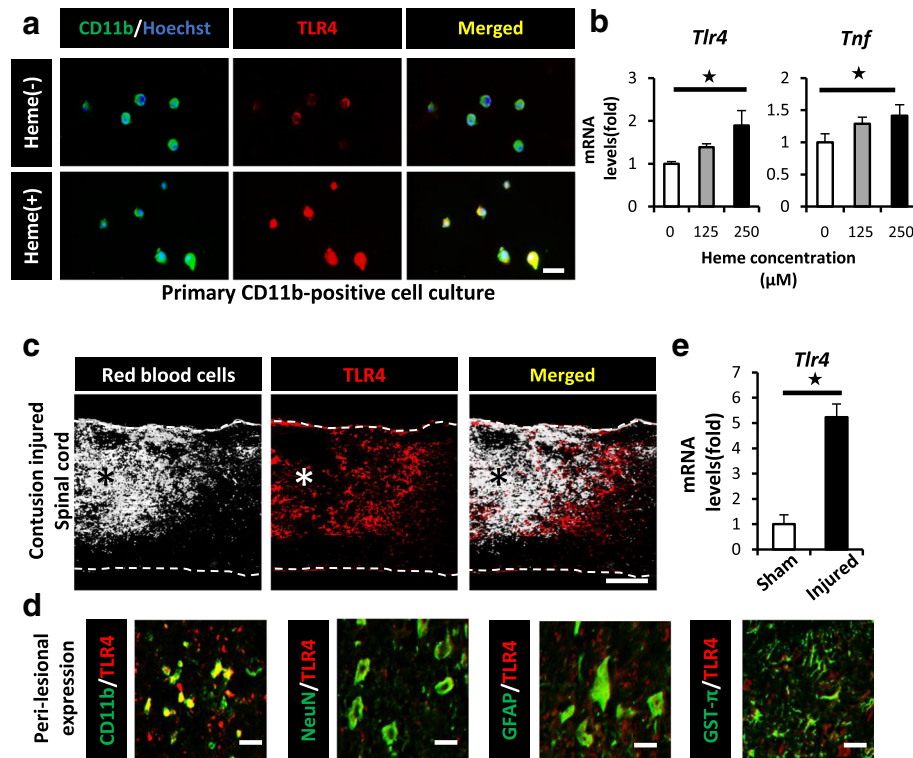 a
CD11b/Hoechst
TLR4
Merged
Heme(-)
Heme(+)
Primary CD11b-positive cell culture
b
Tlr4
Tnf
mRNA
levels(fold)
3
2
1
0
2
1.5
1
0.5
0
0 125 250
0 125 250
Heme concentration
(μM)
c
Red blood cells
TLR4
Merged
Contusion injured
Spinal cord
*
*
*
e
Tlr4
mRNA
levels(fold)
7
6
5
4
3
2
1
0
Sham
Injured
d
Peri-lesional
expression
CD11b/TLR4
NeuN/TLR4
GFAP/TLR4
GST-π/TLR4